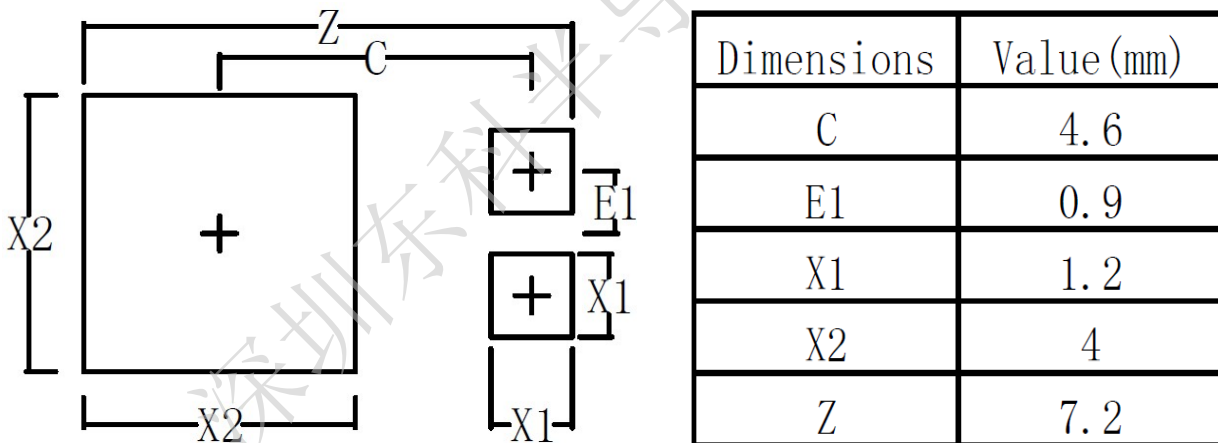 Z
C
X2
E1
X1
X2
X1
Dimensions Value(mm)
C 4.6
E1 0.9
X1 1.2
X2 4
Z 7.2
深圳东科半导